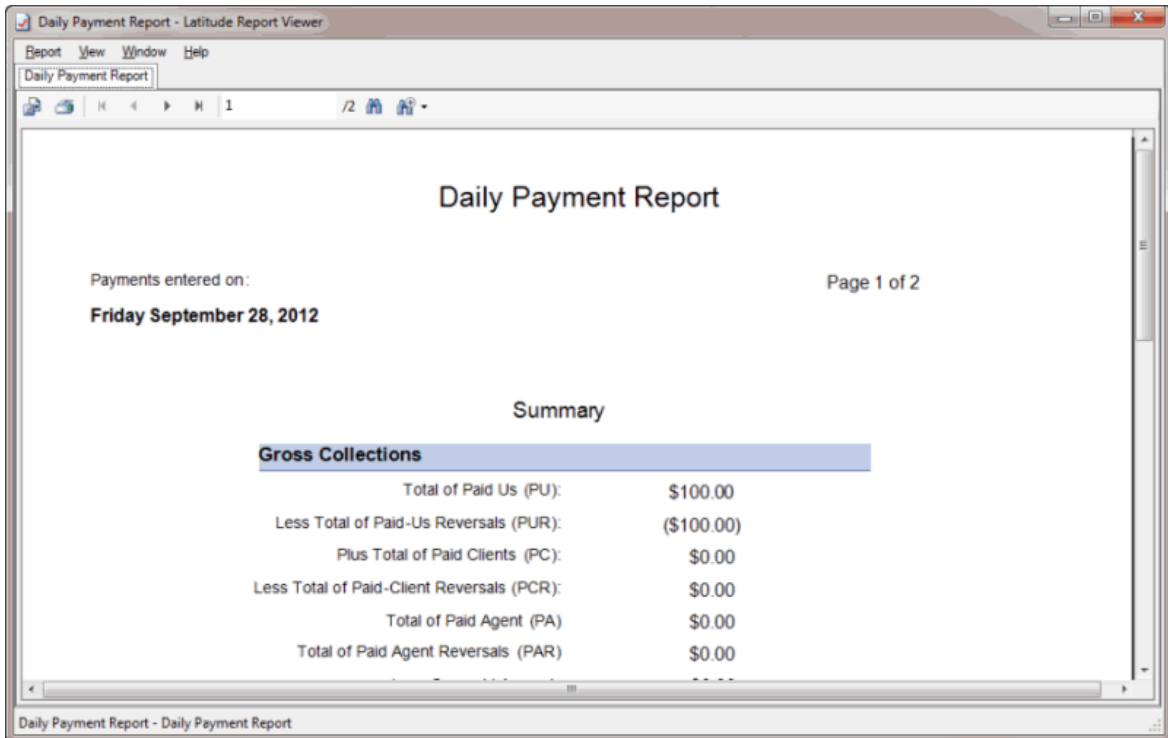 Daily Payment Report - Latitude Report Viewer
Report View Window Help
Daily Payment Report
1 /2
Daily Payment Report
Payments entered on: Page 1 of 2
Friday September 28, 2012
Summary
Gross Collections
Total of Paid Us (PU): $100.00
Less Total of Paid-Us Reversals (PUR): ($100.00)
Plus Total of Paid Clients (PC): $0.00
Less Total of Paid-Client Reversals (PCR): $0.00
Total of Paid Agent (PA) $0.00
Total of Paid Agent Reversals (PAR) $0.00
Daily Payment Report - Daily Payment Report